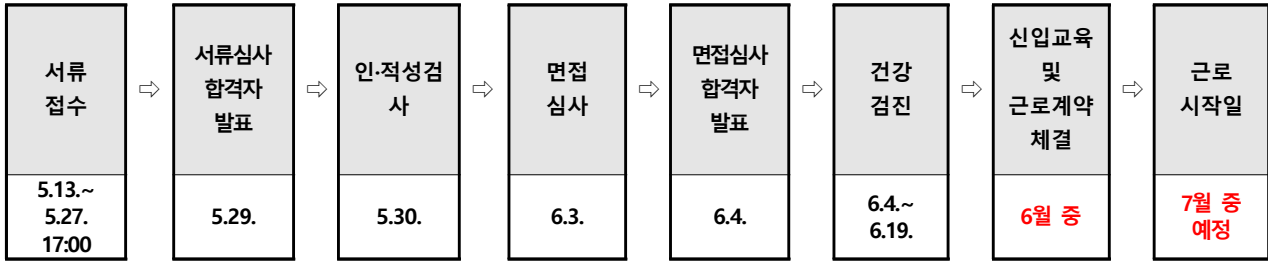 서류
접수
⇨
서류심사
합격자
발표
⇨
인·적성검
사
⇨
면접
심사
⇨
면접심사
합격자
발표
⇨
건강
검진
⇨
신입교육
및
근로계약
체결
⇨
근로
시작일
5.13.~
5.27.
17:00
5.29.
5.30.
6.3.
6.4.
6.4.~
6.19.
6월 중
7월 중
예정